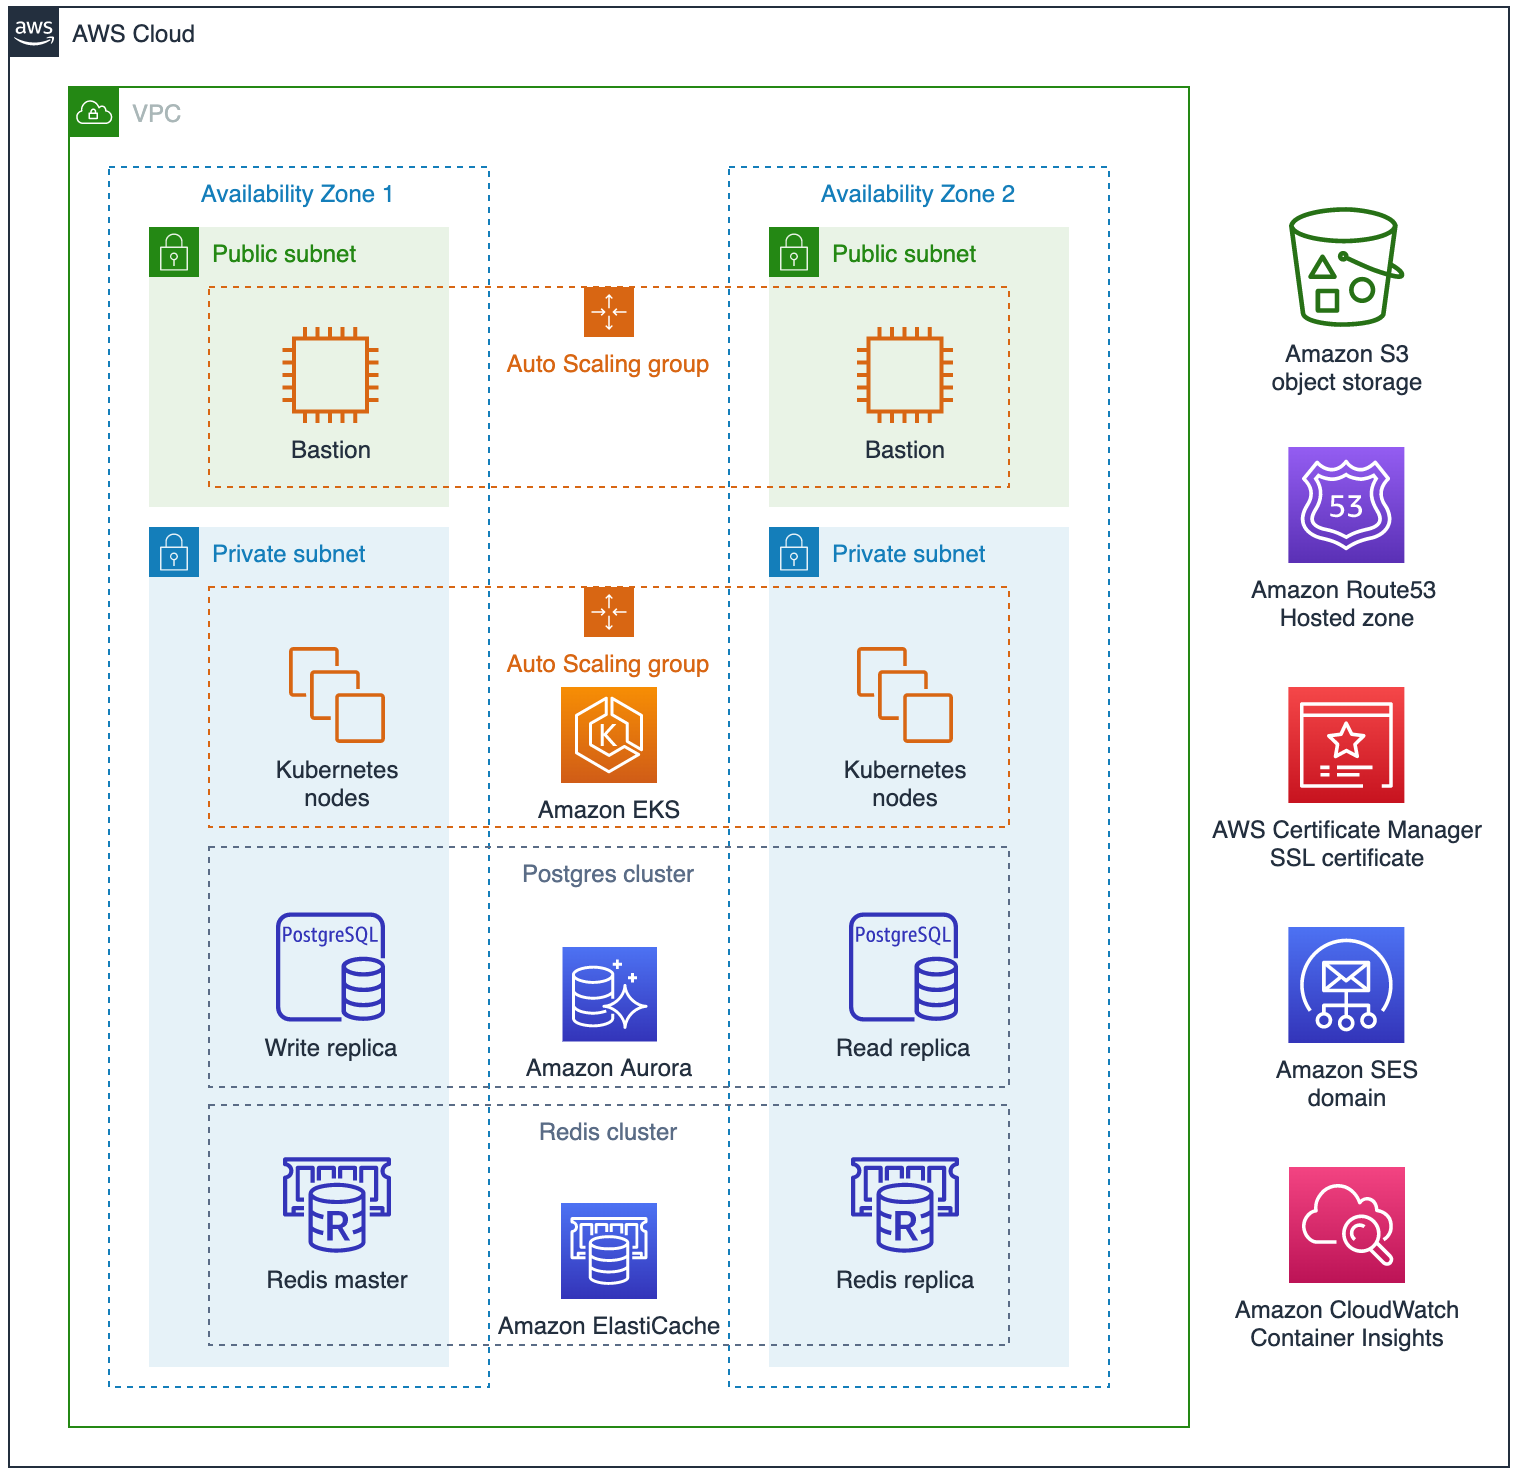 aws
AWS Cloud
VPC
Availability Zone 1
Availability Zone 2
Public subnet
Public subnet
Auto Scaling group
Bastion
Bastion
Private subnet
Private subnet
Auto Scaling group
K
Kubernetes
nodes
Kubernetes
nodes
Amazon EKS
Postgres cluster
PostgreSQL
PostgreSQL
Write replica
Read replica
Amazon Aurora
Redis cluster
R
R
Redis master
Redis replica
Amazon ElastiCache
Amazon S3
object storage
53
Amazon Route53
Hosted zone
AWS Certificate Manager
SSL certificate
Amazon SES
domain
Amazon CloudWatch
Container Insights